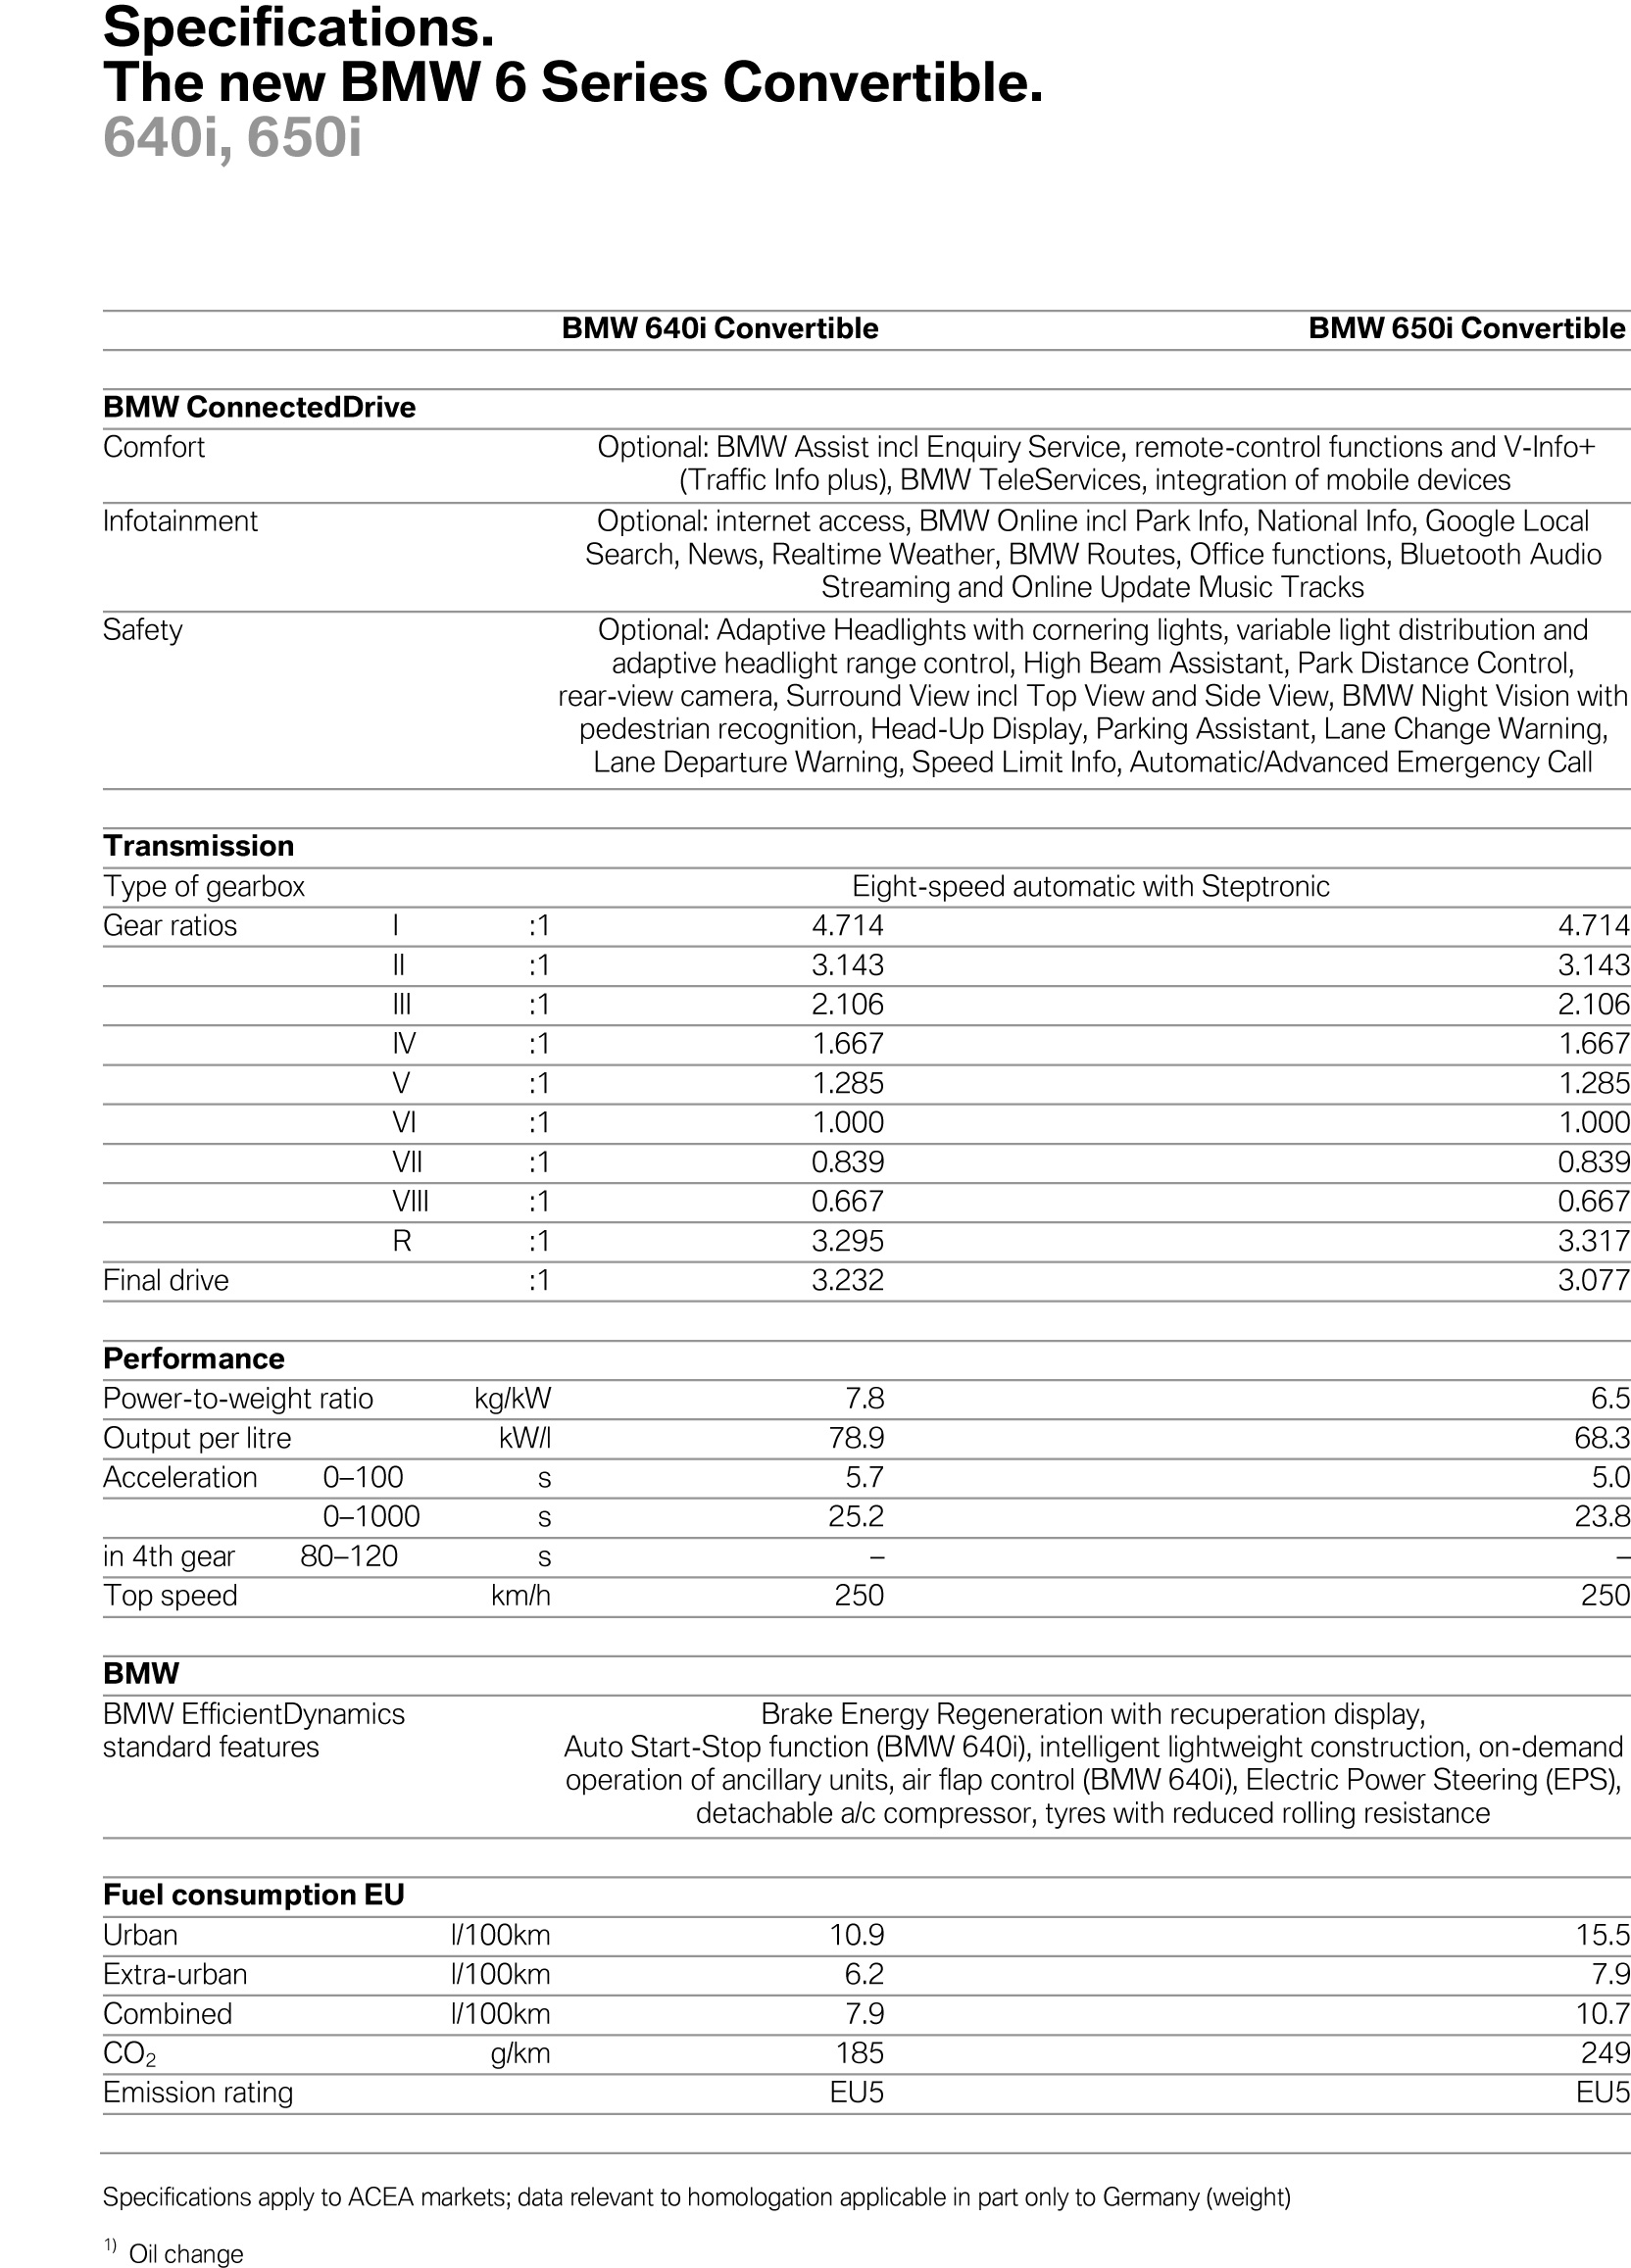 Specifications.
The new BMW 6 Series Convertible.
640i, 650i
BMW 640i Convertible BMW 650i Convertible
BMW ConnectedDrive
Comfort Optional: BMW Assist incl Enquiry Service, remote-control functions and V-Info+
(Traffic Info plus), BMW TeleServices, integration of mobile devices
Infotainment Optional: internet access, BMW Online incl Park Info, National Info, Google Local
Search, News, Realtime Weather, BMW Routes, Office functions, Bluetooth Audio
Streaming and Online Update Music Tracks
Safety Optional: Adaptive Headlights with cornering lights, variable light distribution and
adaptive headlight range control, High Beam Assistant, Park Distance Control,
rear-view camera, Surround View incl Top View and Side View, BMW Night Vision with
pedestrian recognition, Head-Up Display, Parking Assistant, Lane Change Warning,
Lane Departure Warning, Speed Limit Info, Automatic/Advanced Emergency Call
Transmission
Type of gearbox Eight-speed automatic with Steptronic
Gear ratios I :1 4.714 4.714
II :1 3.143 3.143
III :1 2.106 2.106
IV :1 1.667 1.667
V :1 1.285 1.285
VI :1 1.000 1.000
VII :1 0.839 0.839
VIII :1 0.667 0.667
R :1 3.295 3.317
Final drive :1 3.232 3.077
Performance
Power-to-weight ratio kg/kW 7.8 6.5
Output per litre kW/l 78.9 68.3
Acceleration 0–100 s 5.7 5.0
0–1000 s 25.2 23.8
in 4th gear 80–120 s – –
Top speed km/h 250 250
BMW
BMW EfficientDynamics Brake Energy Regeneration with recuperation display,
standard features Auto Start-Stop function (BMW 640i), intelligent lightweight construction, on-demand
operation of ancillary units, air flap control (BMW 640i), Electric Power Steering (EPS),
detachable a/c compressor, tyres with reduced rolling resistance
Fuel consumption EU
Urban l/100km 10.9 15.5
Extra-urban l/100km 6.2 7.9
Combined l/100km 7.9 10.7
CO₂ g/km 185 249
Emission rating EU5 EU5
Specifications apply to ACEA markets; data relevant to homologation applicable in part only to Germany (weight)
1) Oil change